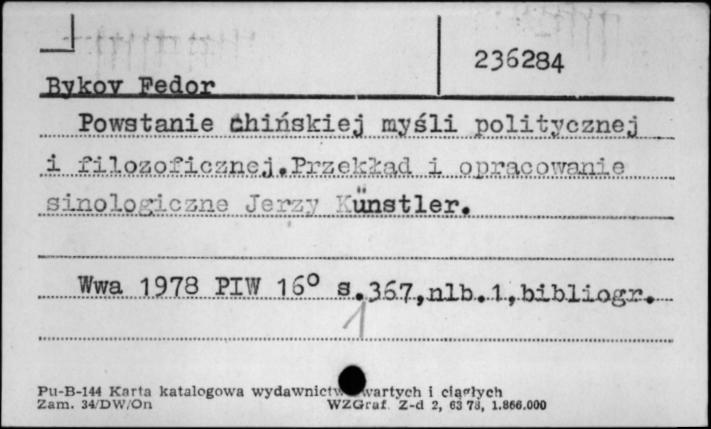 236284
Bykov Fedor
Powstanie chińskiej myśli politycznej
i filozoficznej.Przekład i opracowanie
sinologiczne Jerzy Künstler.
Wwa 1978 PIW 16° s.367,nlb.1,bibliogr.
Pu-B-144 Karta katalogowa wydawnictw zwartych i ciągłych
Zam. 34/DW/On WZGraf. Z-d 2, 63 78, 1.866.000